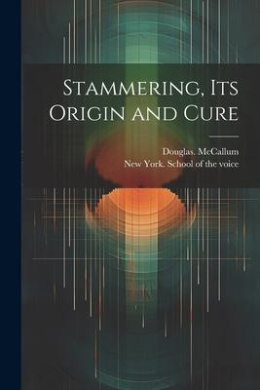 Stammering, Its
Origin and Cure
Douglas. McCallum
New York. School of the voice